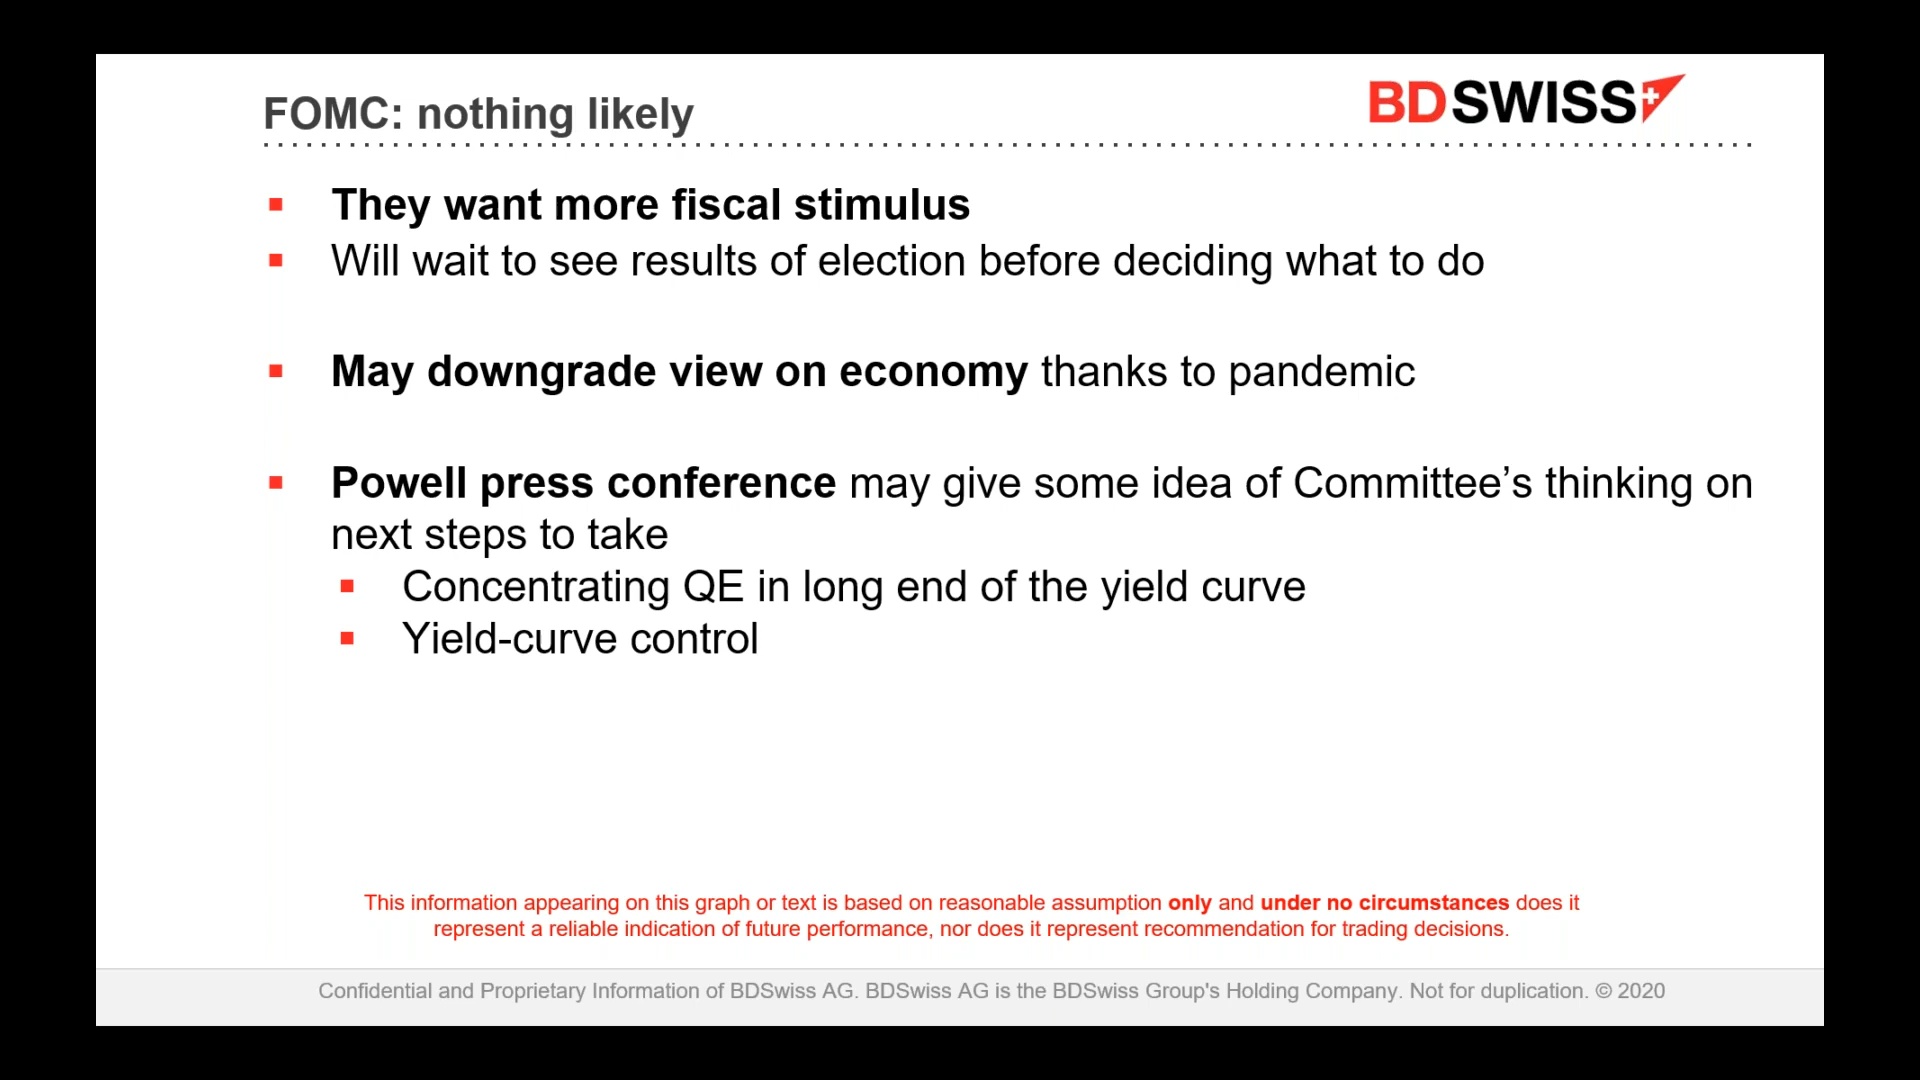 FOMC: nothing likely
BDSWISS
They want more fiscal stimulus
Will wait to see results of election before deciding what to do
May downgrade view on economy thanks to pandemic
Powell press conference may give some idea of Committee’s thinking on
next steps to take
Concentrating QE in long end of the yield curve
Yield-curve control
This information appearing on this graph or text is based on reasonable assumption only and under no circumstances does it
represent a reliable indication of future performance, nor does it represent recommendation for trading decisions.
Confidential and Proprietary Information of BDSwiss AG. BDSwiss AG is the BDSwiss Group's Holding Company. Not for duplication. © 2020